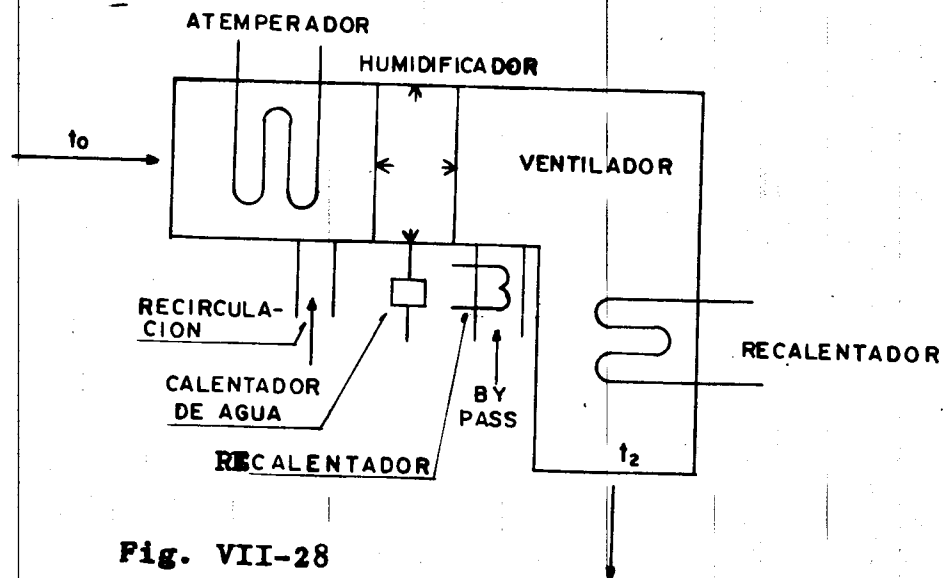 ATEMPERADOR
HUMIDIFICADOR
to
VENTILADOR
RECIRCULA-
CION
CALENTADOR
DE AGUA
BY
PASS
RECALENTADOR
RECALENTADOR
t₂
Fig. VII-28